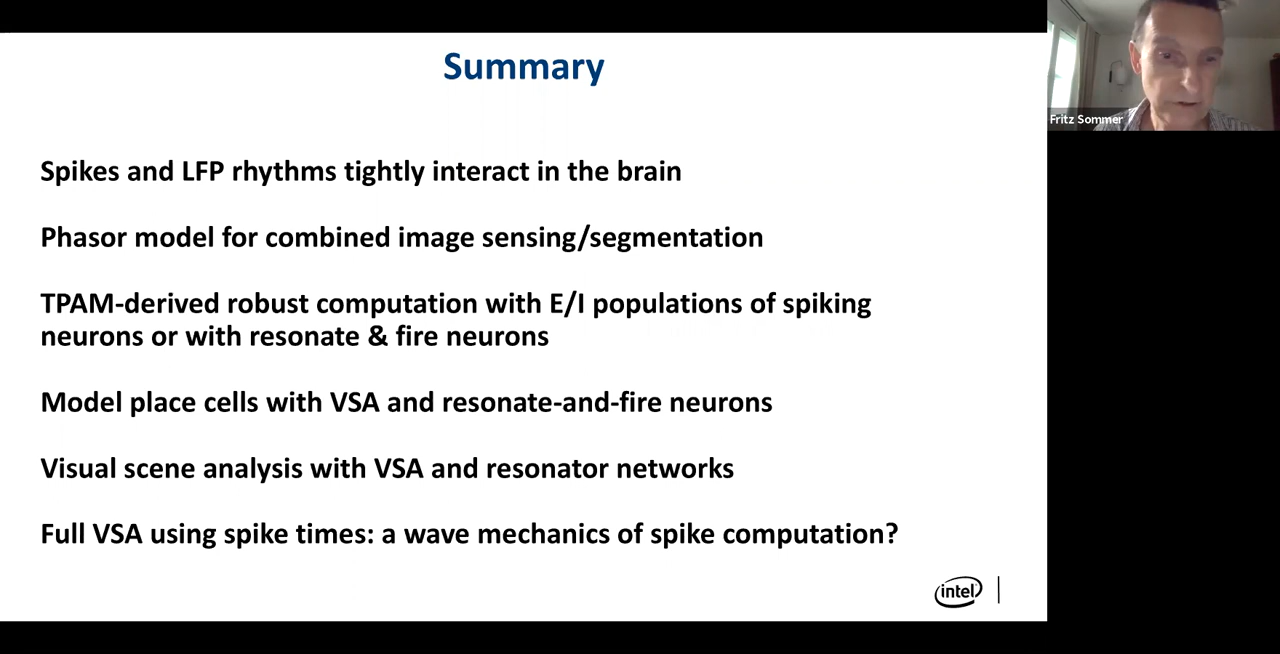 Summary
Fritz Sommer
Spikes and LFP rhythms tightly interact in the brain
Phasor model for combined image sensing/segmentation
TPAM-derived robust computation with E/I populations of spiking
neurons or with resonate & fire neurons
Model place cells with VSA and resonate-and-fire neurons
Visual scene analysis with VSA and resonator networks
Full VSA using spike times: a wave mechanics of spike computation?
intel